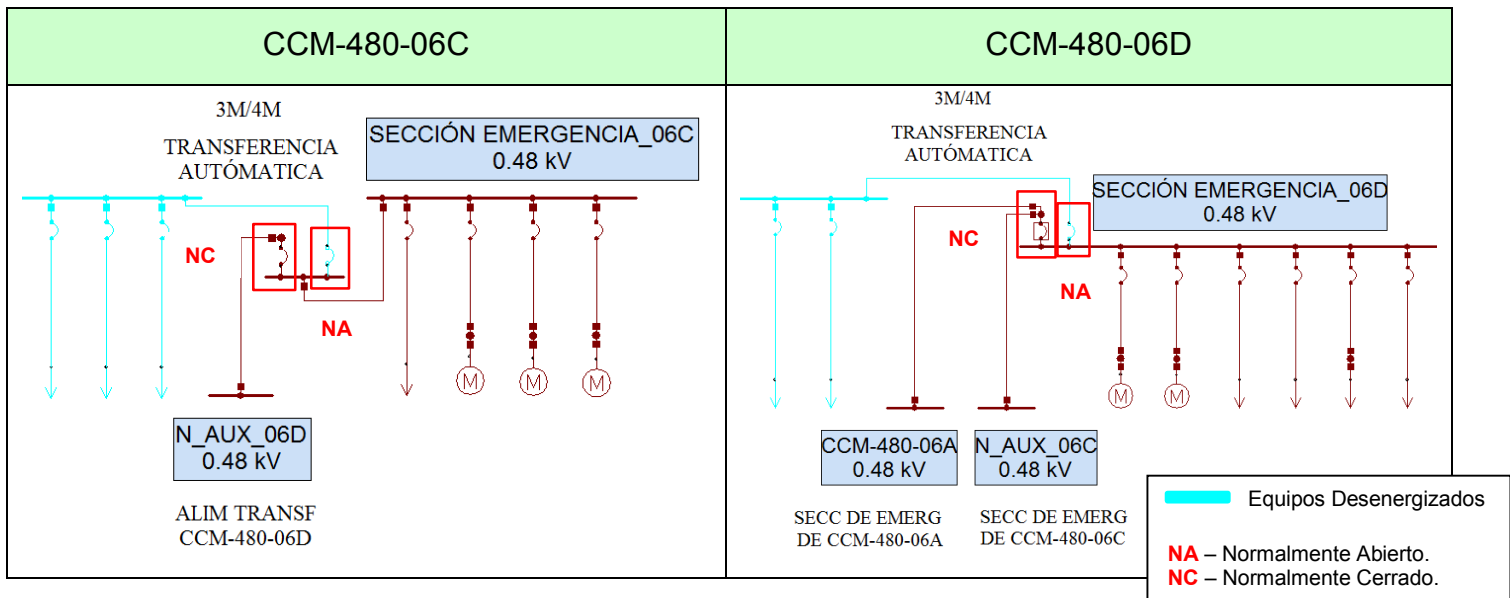 CCM-480-06C
3M/4M
TRANSFERENCIA
AUTÓMATICA
SECCIÓN EMERGENCIA_06C
0.48 kV
NC
NA
M
M
M
N_AUX_06D
0.48 kV
ALIM TRANSF
CCM-480-06D
CCM-480-06D
3M/4M
TRANSFERENCIA
AUTÓMATICA
SECCIÓN EMERGENCIA_06D
0.48 kV
NC
NA
M
M
CCM-480-06A
0.48 kV
N_AUX_06C
0.48 kV
SECC DE EMERG
DE CCM-480-06A
SECC DE EMERG
DE CCM-480-06C
Equipos Desenergizados
NA – Normalmente Abierto.
NC – Normalmente Cerrado.